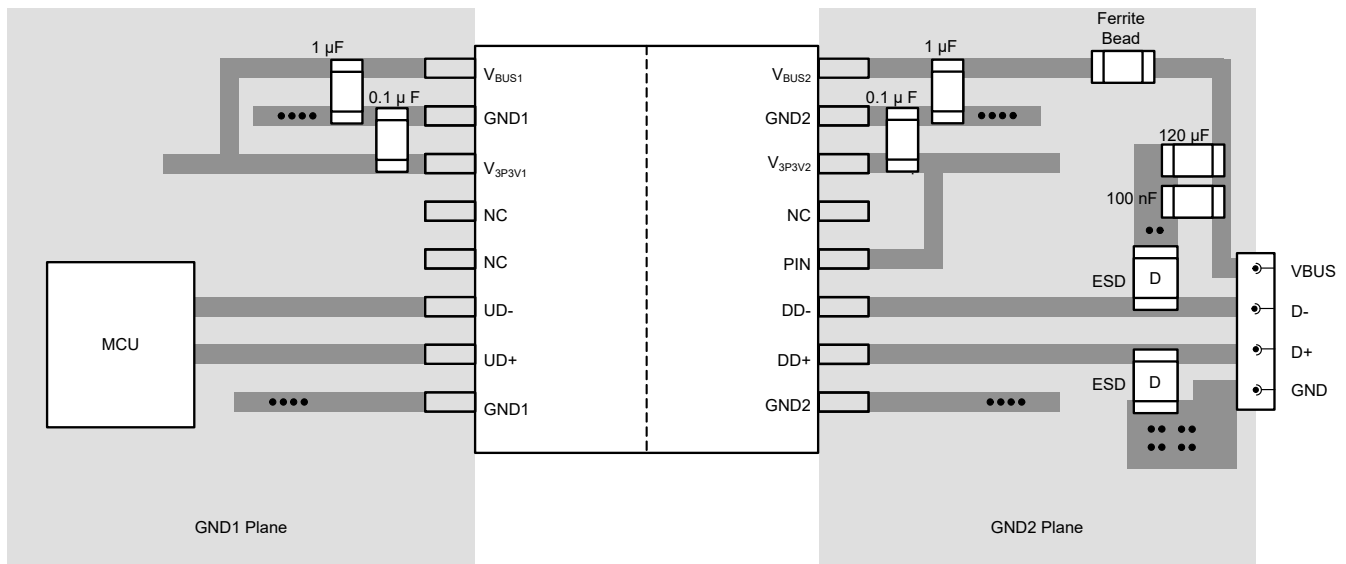 Ferrite
Bead
1 µF
1 µF
VBUS1
VBUS2
0.1 µ F
0.1 µ F
GND1
GND2
120 µF
V3P3V1
V3P3V2
NC
NC
100 nF
NC
PIN
ESD
D
VBUS
UD-
DD-
D-
MCU
UD+
DD+
D+
ESD
D
GND1
GND2
GND
GND1 Plane
GND2 Plane